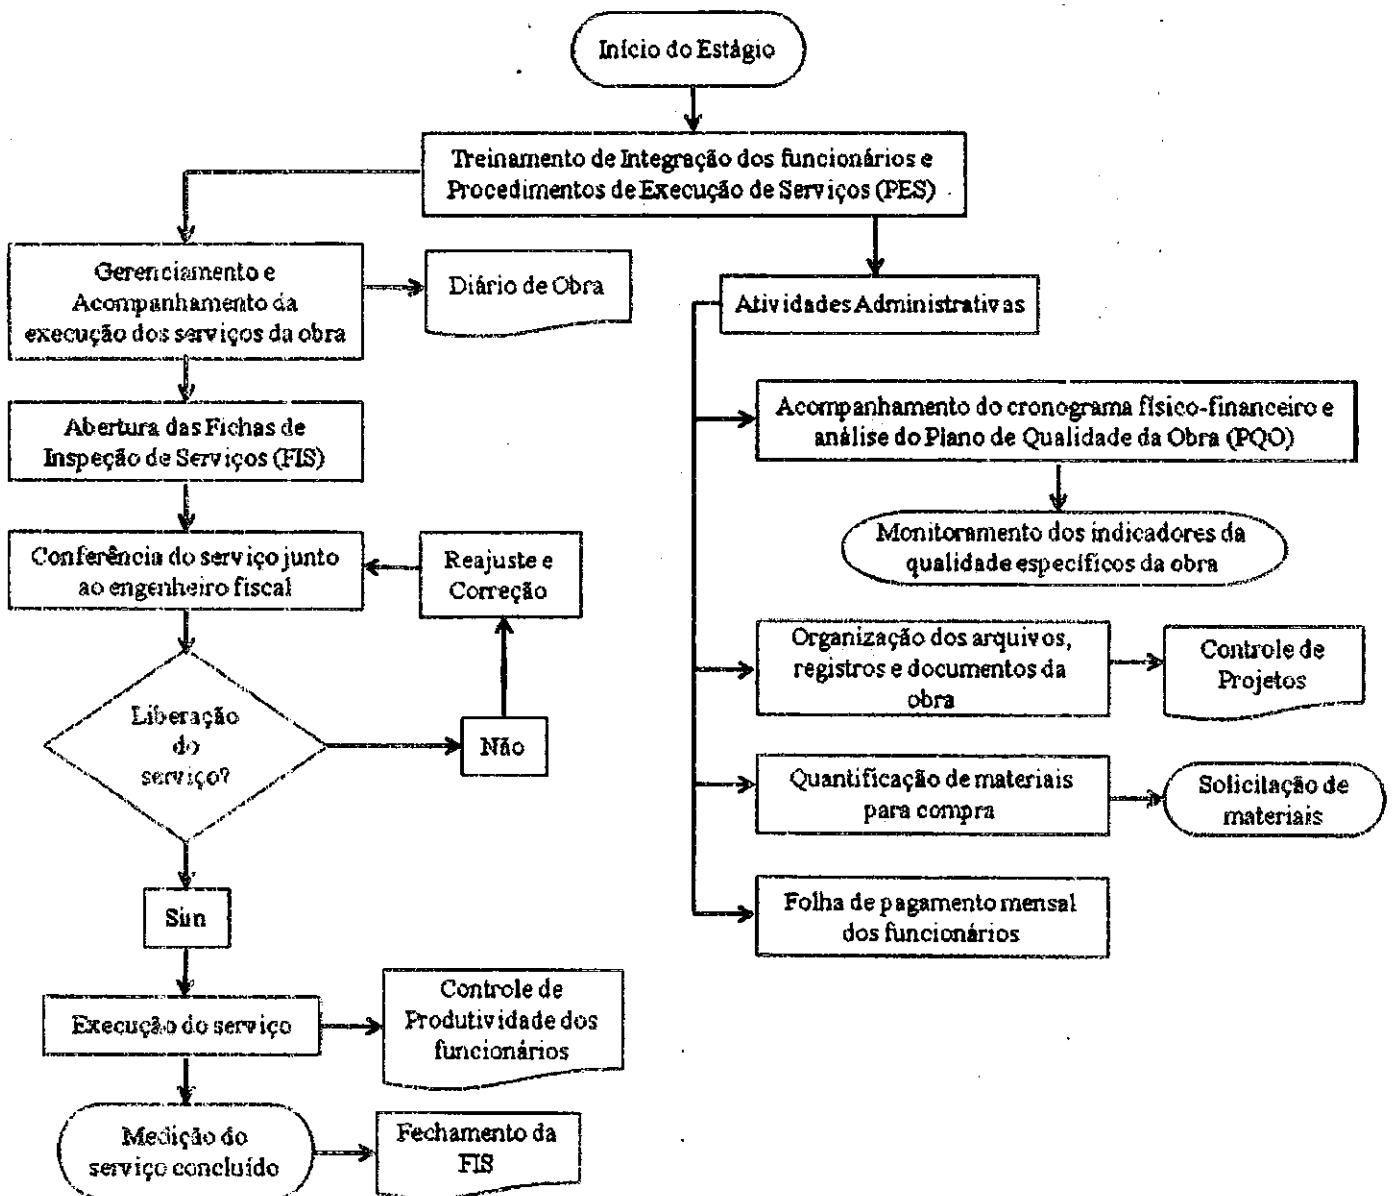 Início do Estágio
Treinamento de Integração dos funcionários e
Procedimentos de Execução de Serviços (PES)
Gerenciamento e
Acompanhamento da
execução dos serviços da obra
Diário de Obra
Abertura das Fichas de
Inspeção de Serviços (FIS)
Conferência do serviço junto
ao engenheiro fiscal
Reajuste e
Correção
Liberação
do
serviço?
Não
Sim
Execução do serviço
Controle de
Produtividade dos
funcionários
Medição do
serviço concluído
Fechamento da
FIS
Atividades Administrativas
Acompanhamento do cronograma físico-financeiro e
análise do Plano de Qualidade da Obra (PQO)
Monitoramento dos indicadores da
qualidade específicos da obra
Organização dos arquivos,
registros e documentos da
obra
Controle de
Projetos
Quantificação de materiais
para compra
Solicitação de
materiais
Folha de pagamento mensal
dos funcionários